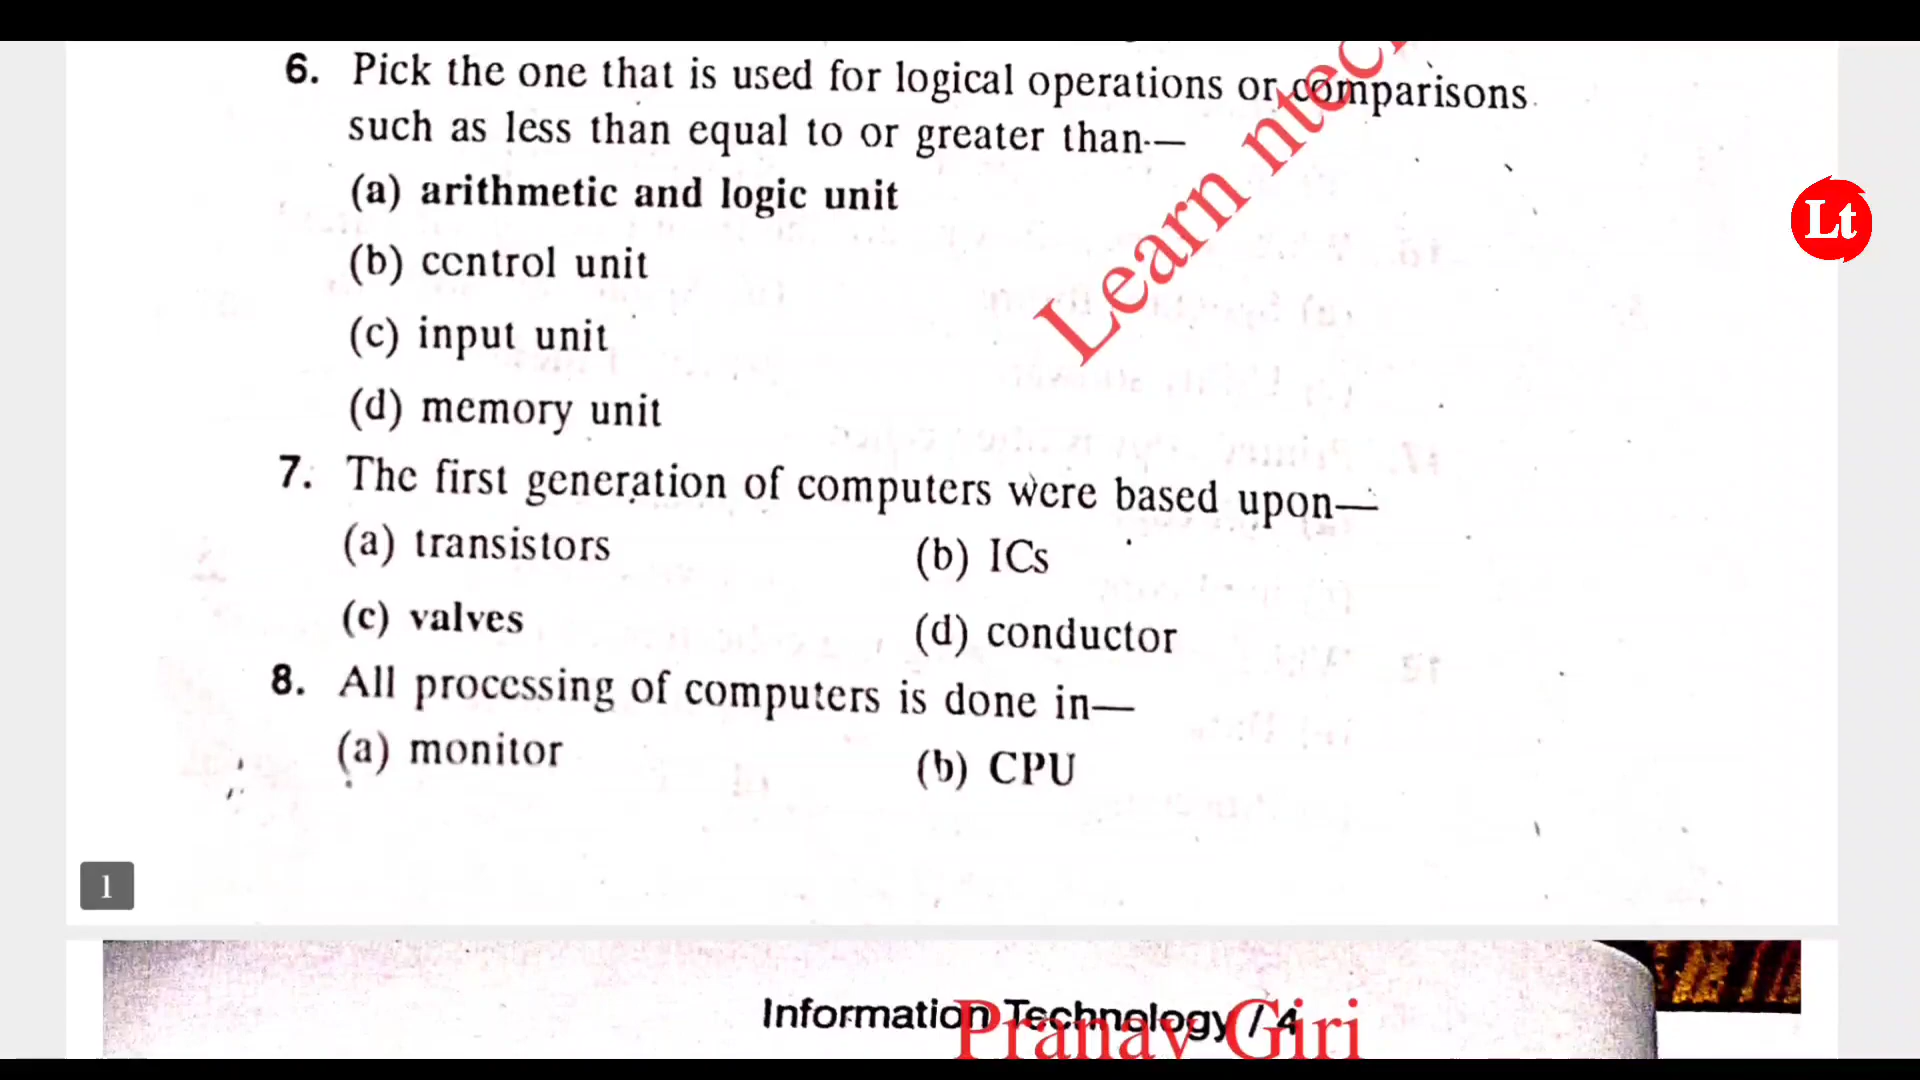 6. Pick the one that is used for logical operations or comparisons
such as less than equal to or greater than—
(a) arithmetic and logic unit
(b) control unit
(c) input unit
(d) memory unit
7. The first generation of computers were based upon—
(a) transistors (b) ICs
(c) valves (d) conductor
8. All processing of computers is done in—
(a) monitor (b) CPU
Learn ntec
Lt
1
Information Technology / 4
Pranav Giri